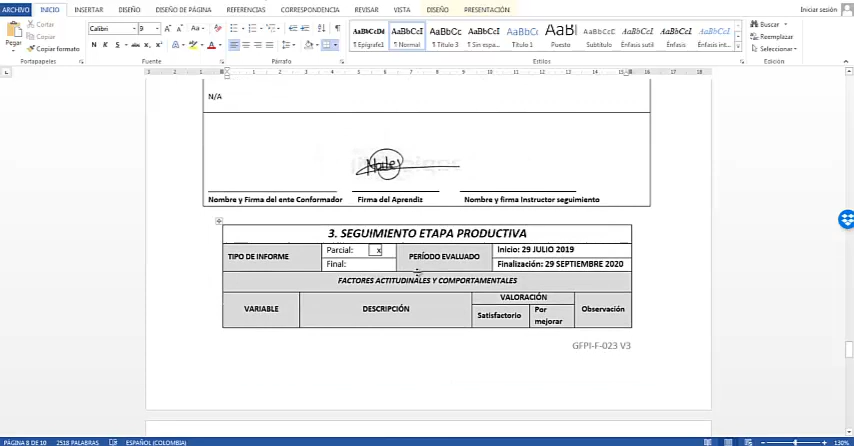 ARCHIVO INICIO INSERTAR DISEÑO DISEÑO DE PÁGINA REFERENCIAS CORRESPONDENCIA REVISAR VISTA DISEÑO PRESENTACIÓN Iniciar sesión
Pegar
Cortar
Copiar
Copiar formato
Portapapeles
Calibri 9
N K S abc
Fuente
Párrafo
AaBbCcDd AaBbCcI AaBbCc AaBbCcI AaBbCc AaBl AaBbCcC AaBbCcI AaBbCcI AaBbCcI
¶ Epígrafe1 ¶ Normal ¶ Título 3 ¶ Sin espa... Título 1 Puesto Subtítulo Énfasis sutil Énfasis Énfasis int...
Estilos
Buscar
Reemplazar
Seleccionar
Edición
N/A
Nombre y Firma del ente Conformador Firma del Aprendiz Nombre y firma Instructor seguimiento
3. SEGUIMIENTO ETAPA PRODUCTIVA
TIPO DE INFORME
Parcial: x
Final:
PERÍODO EVALUADO
Inicio: 29 JULIO 2019
Finalización: 29 SEPTIEMBRE 2020
FACTORES ACTITUDINALES Y COMPORTAMENTALES
VARIABLE
DESCRIPCIÓN
VALORACIÓN
Satisfactorio
Por
mejorar
Observación
GFPI-F-023 V3
PÁGINA 8 DE 10 2518 PALABRAS ESPAÑOL (COLOMBIA) 130%